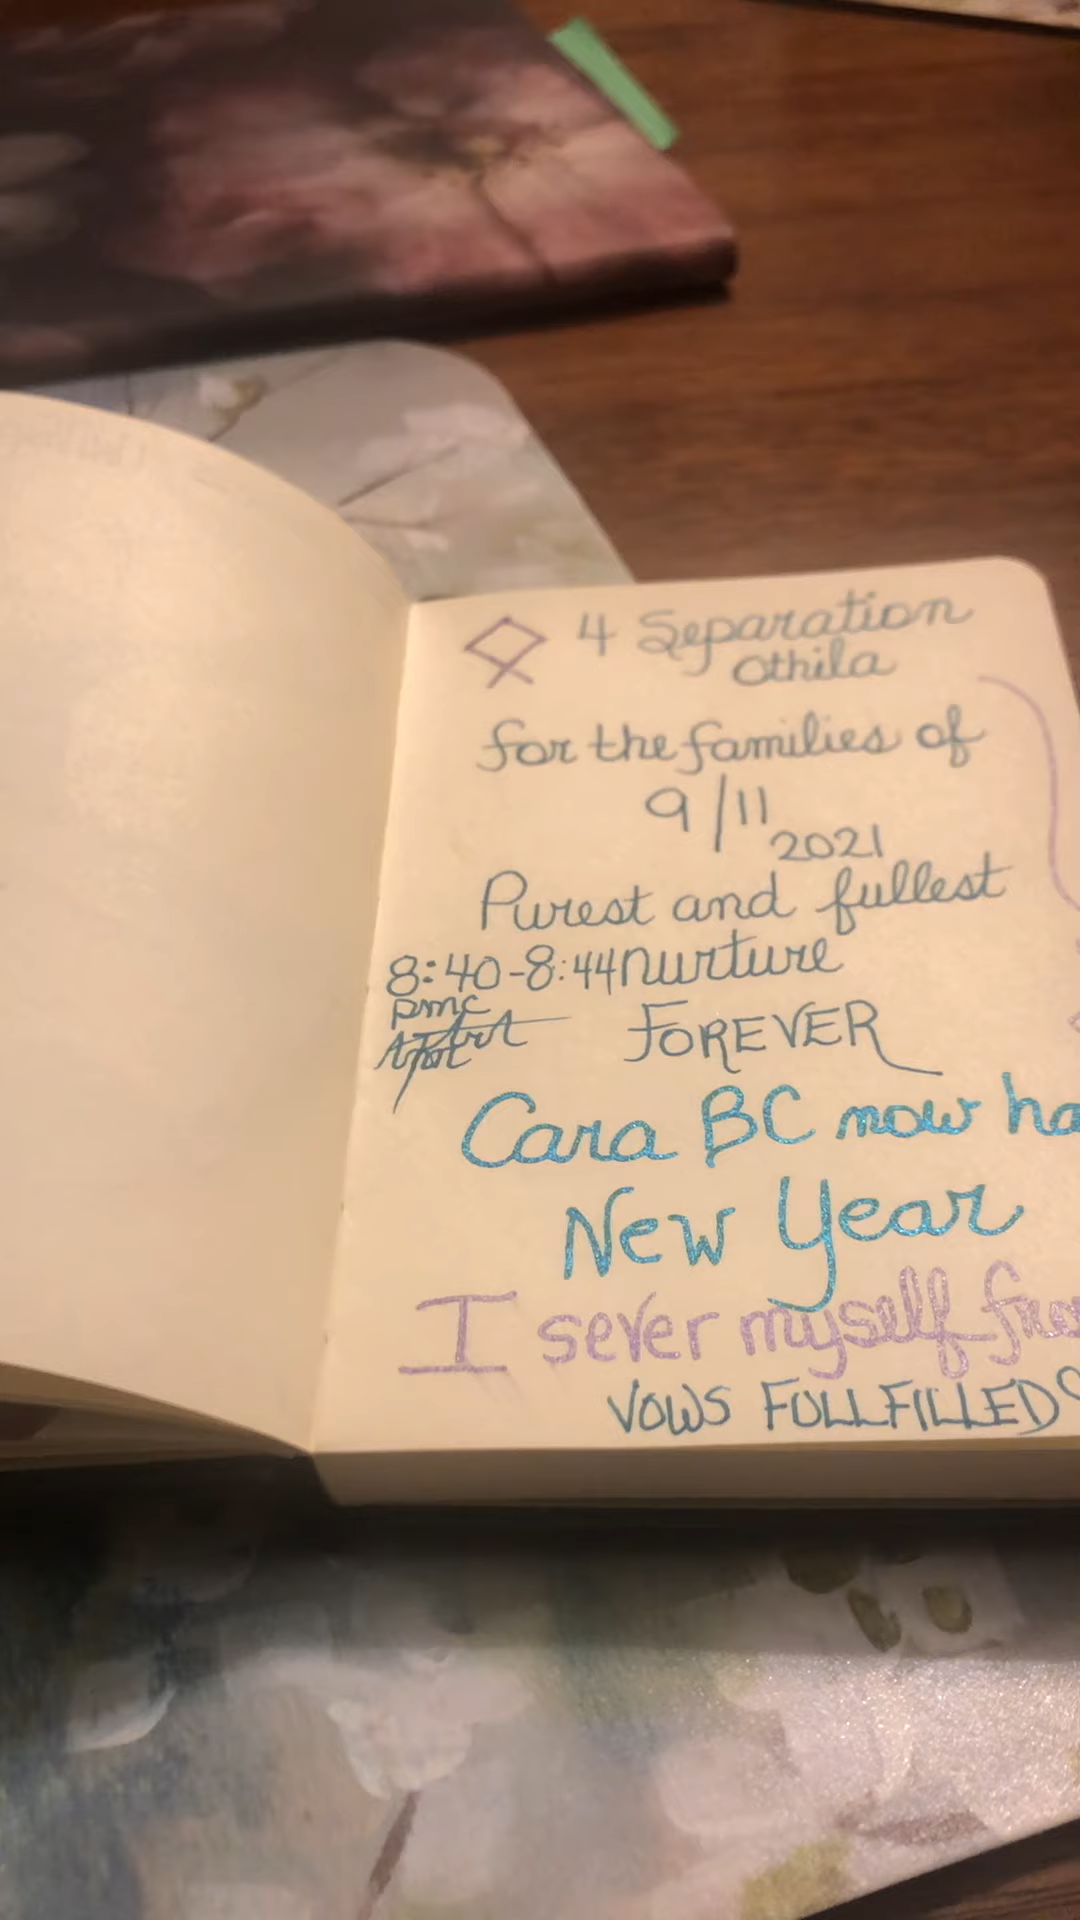 4 Separation
othila
for the families of
9/11
2021
Purest and fullest
8:40-8:44 nurture
pmc
FOREVER
Cara BC now ha
New Year
I sever myself fro
VOWS FULLFILLED